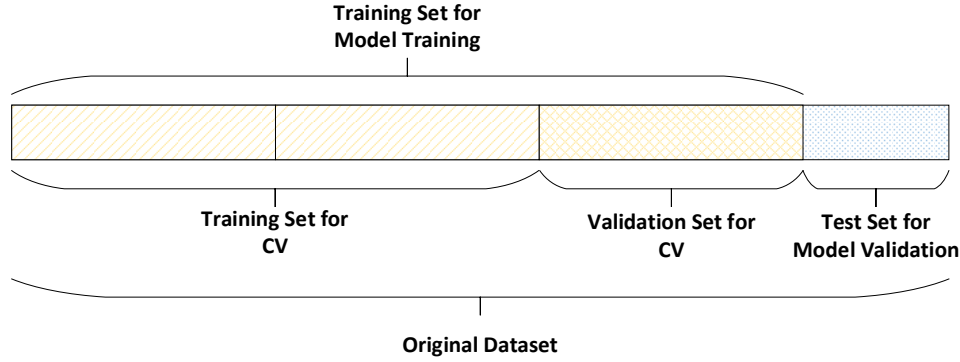 Training Set for
Model Training
Training Set for
CV
Validation Set for
CV
Test Set for
Model Validation
Original Dataset